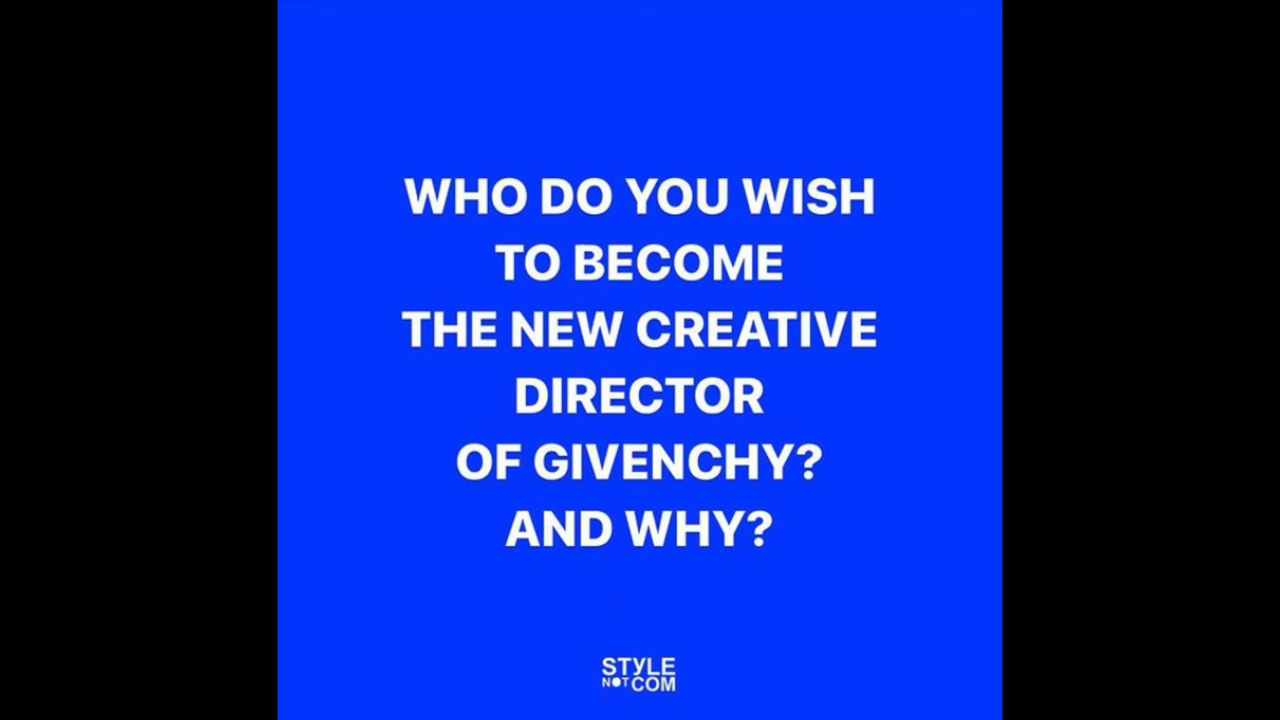 WHO DO YOU WISH
TO BECOME
THE NEW CREATIVE
DIRECTOR
OF GIVENCHY?
AND WHY?
STYLE
NOT COM